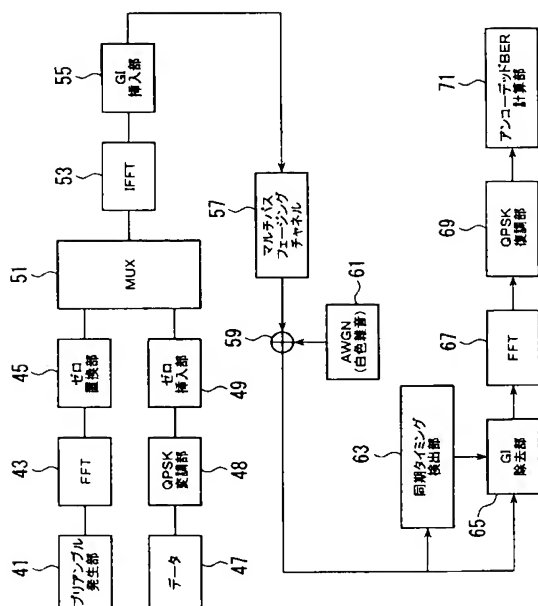 41
プリアンブル
発生部
43
FFT
45
ゼロ
置換部
47
データ
48
QPSK
変調部
49
ゼロ
挿入部
51
MUX
53
IFFT
55
GI
挿入部
57
マルチパス
フェージング
チャネル
59
61
AWGN
(白色雑音)
63
同期タイミング
検出部
65
GI
除去部
67
FFT
69
QPSK
復調部
71
アンコーデッドBER
計算部